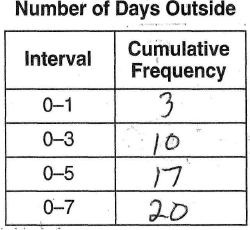 Number of Days Outside
Interval Cumulative Frequency
0–1 3
0–3 10
0–5 17
0–7 20